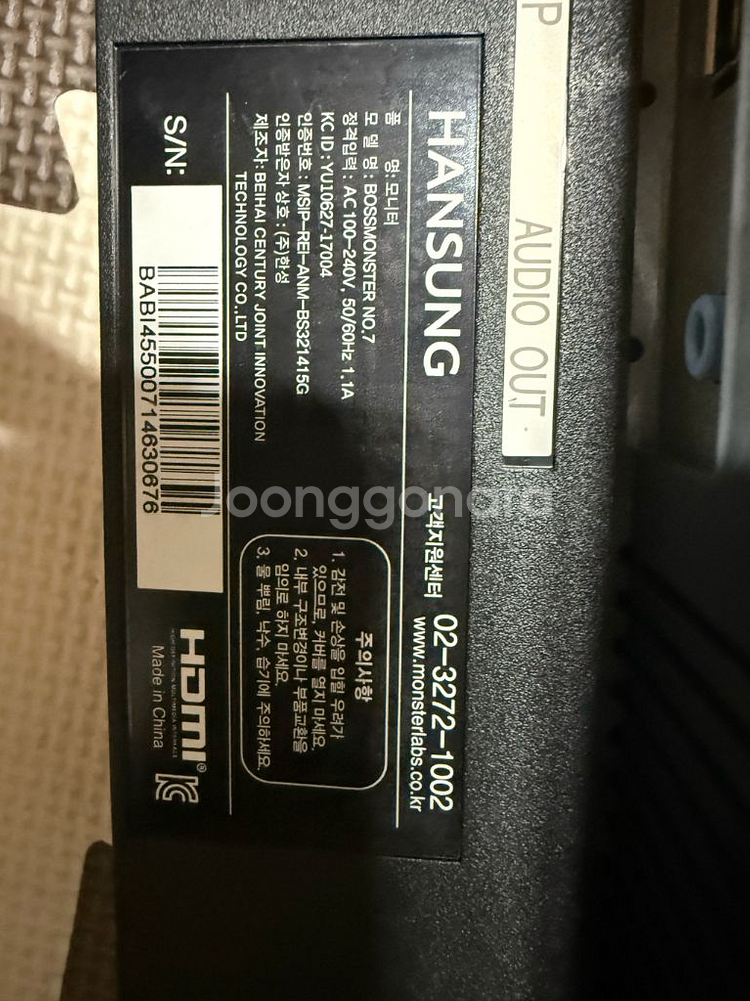 P
AUDIO OUT
HANSUNG
고객지원센터 02-3272-1002
www.monsterlabs.co.kr
품 명 : 모니터
모 델 명 : BOSSMONSTER NO,7
정격입력 : AC100-240V, 50/60Hz 1.1A
KC ID : YU10627-17004
인증번호 : MSIP-REI-ANM-BS321415G
인증받은자 상호 : (주)한성
제조자: BEIHAI CENTURY JOINT INNOVATION
TECHNOLOGY CO.,LTD
주의사항
1. 감전 및 손상을 입힐 우려가
있으므로, 커버를 열지 마세요.
2. 내부 구조변경이나 부품교환을
임의로 하지 마세요.
3. 물 뿌림, 낙수, 습기에 주의하세요.
S/N:
BABI45500714630676
HDMI®
HIGH-DEFINITION MULTIMEDIA INTERFACE
Made in China
Joonggonara